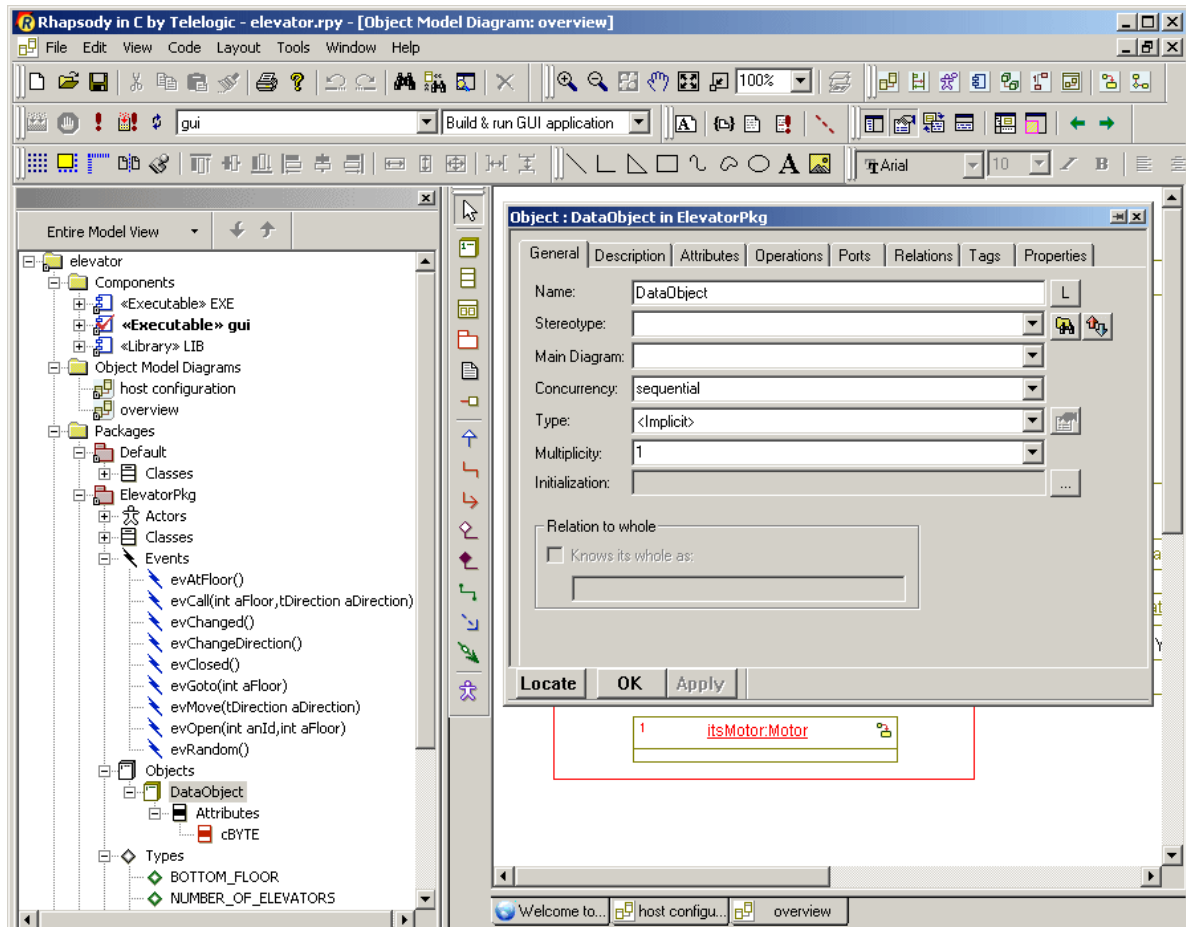 Rhapsody in C by Telelogic - elevator.rpy - [Object Model Diagram: overview]
File Edit View Code Layout Tools Window Help
100%
gui
Build & run GUI application
Arial
10
Entire Model View
elevator
Components
«Executable» EXE
«Executable» gui
«Library» LIB
Object Model Diagrams
host configuration
overview
Packages
Default
Classes
ElevatorPkg
Actors
Classes
Events
evAtFloor()
evCall(int aFloor,tDirection aDirection)
evChanged()
evChangeDirection()
evClosed()
evGoto(int aFloor)
evMove(tDirection aDirection)
evOpen(int anId,int aFloor)
evRandom()
Objects
DataObject
Attributes
cBYTE
Types
BOTTOM_FLOOR
NUMBER_OF_ELEVATORS
Object : DataObject in ElevatorPkg
General Description Attributes Operations Ports Relations Tags Properties
Name: DataObject L
Stereotype:
Main Diagram:
Concurrency: sequential
Type: <Implicit>
Multiplicity: 1
Initialization: ...
Relation to whole
Knows its whole as:
Locate OK Apply
1 itsMotor:Motor
Welcome to... host configu... overview